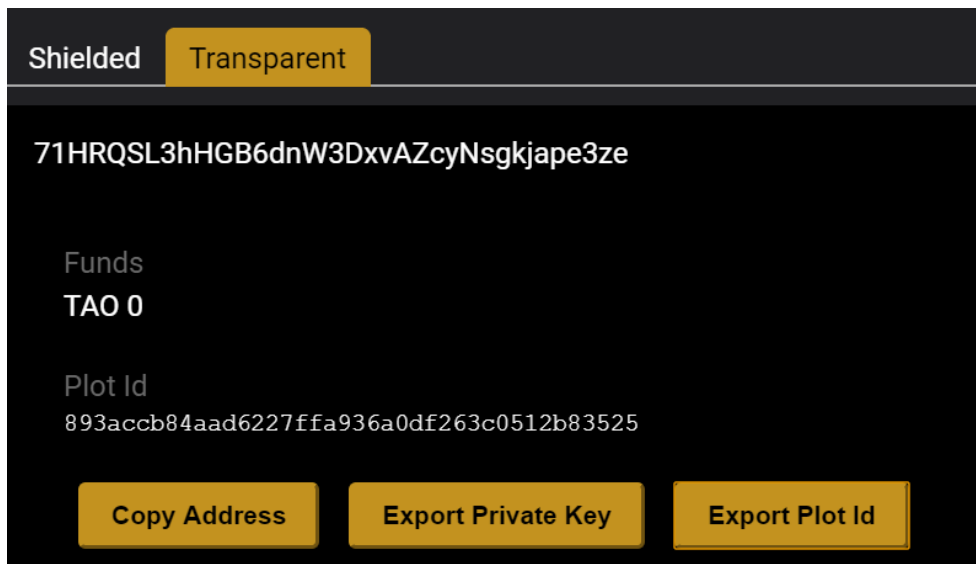 Shielded Transparent
71HRQSL3hHGB6dnW3DxvAZcyNsgkjape3ze
Funds
TAO 0
Plot Id
893accb84aad6227ffa936a0df263c0512b83525
Copy Address Export Private Key Export Plot Id